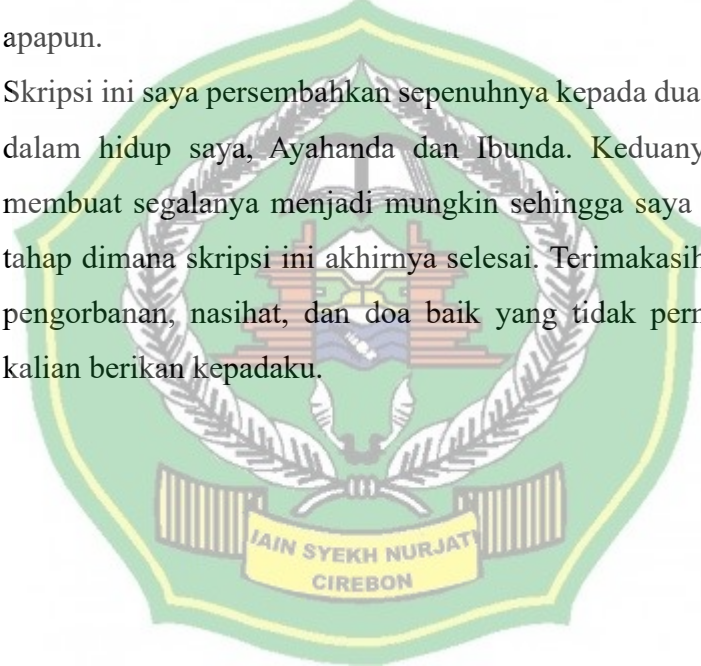 apapun.
Skripsi ini saya persembahkan sepenuhnya kepada dua
dalam hidup saya, Ayahanda dan Ibunda.
membuat segalanya menjadi mungkin sehingga saya
tahap dimana skripsi ini akhirnya selesai. Terimakasih
pengorbanan, nasihat, dan doa baik yang tidak
kalian berikan kepadaku.
IAIN SYEKH NURJATI
CIREBON